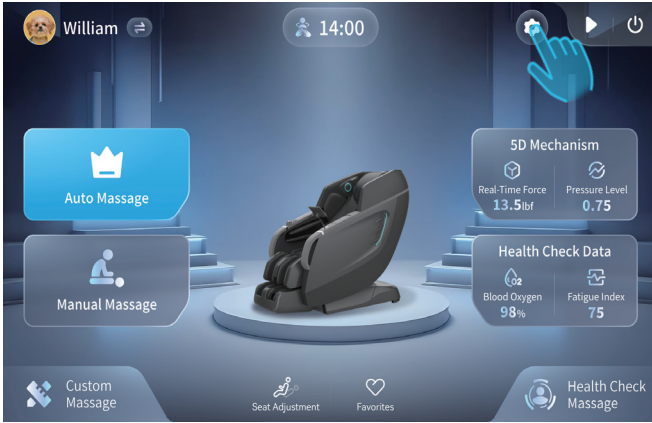 William
14:00
Auto Massage
Manual Massage
5D Mechanism
Real-Time Force
Pressure Level
13.5lbf
0.75
Health Check Data
O2
Blood Oxygen
Fatigue Index
98%
75
Custom
Massage
Seat Adjustment
Favorites
Health Check
Massage